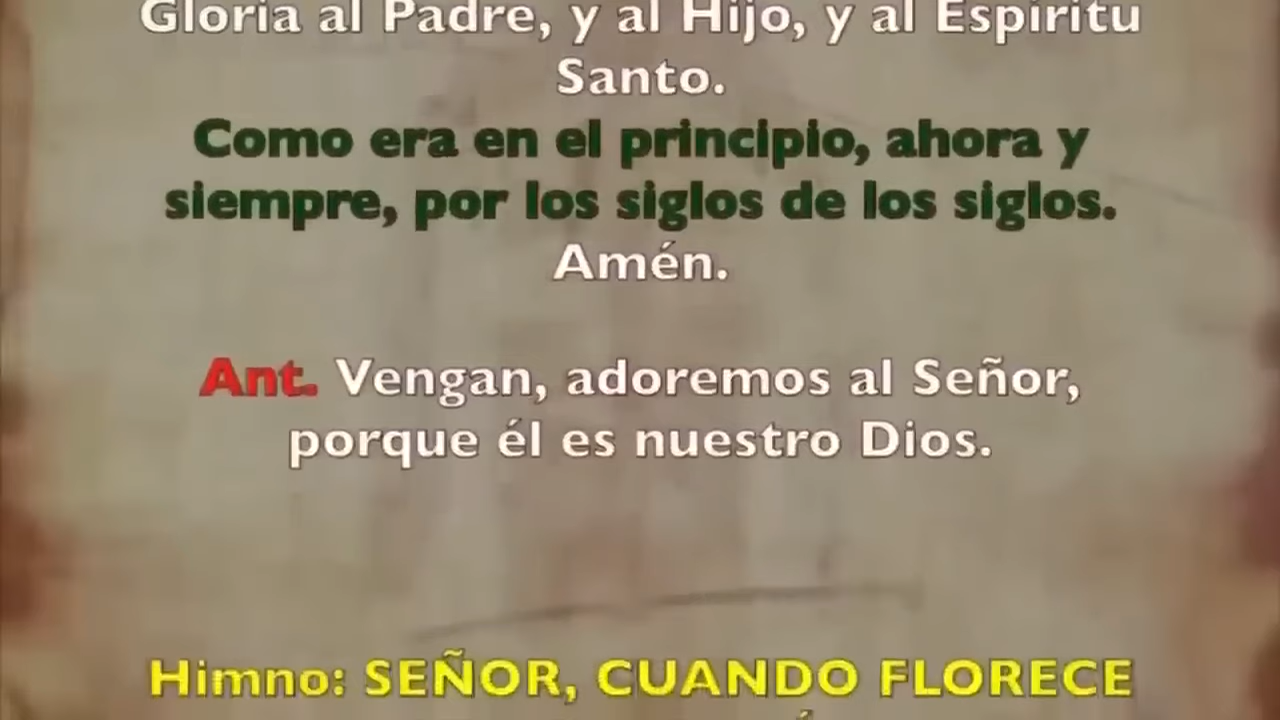 Gloria al Padre, y al Hijo, y al Espíritu
Santo.
Como era en el principio, ahora y
siempre, por los siglos de los siglos.
Amén.
Ant. Vengan, adoremos al Señor,
porque él es nuestro Dios.
Himno: SEÑOR, CUANDO FLORECE